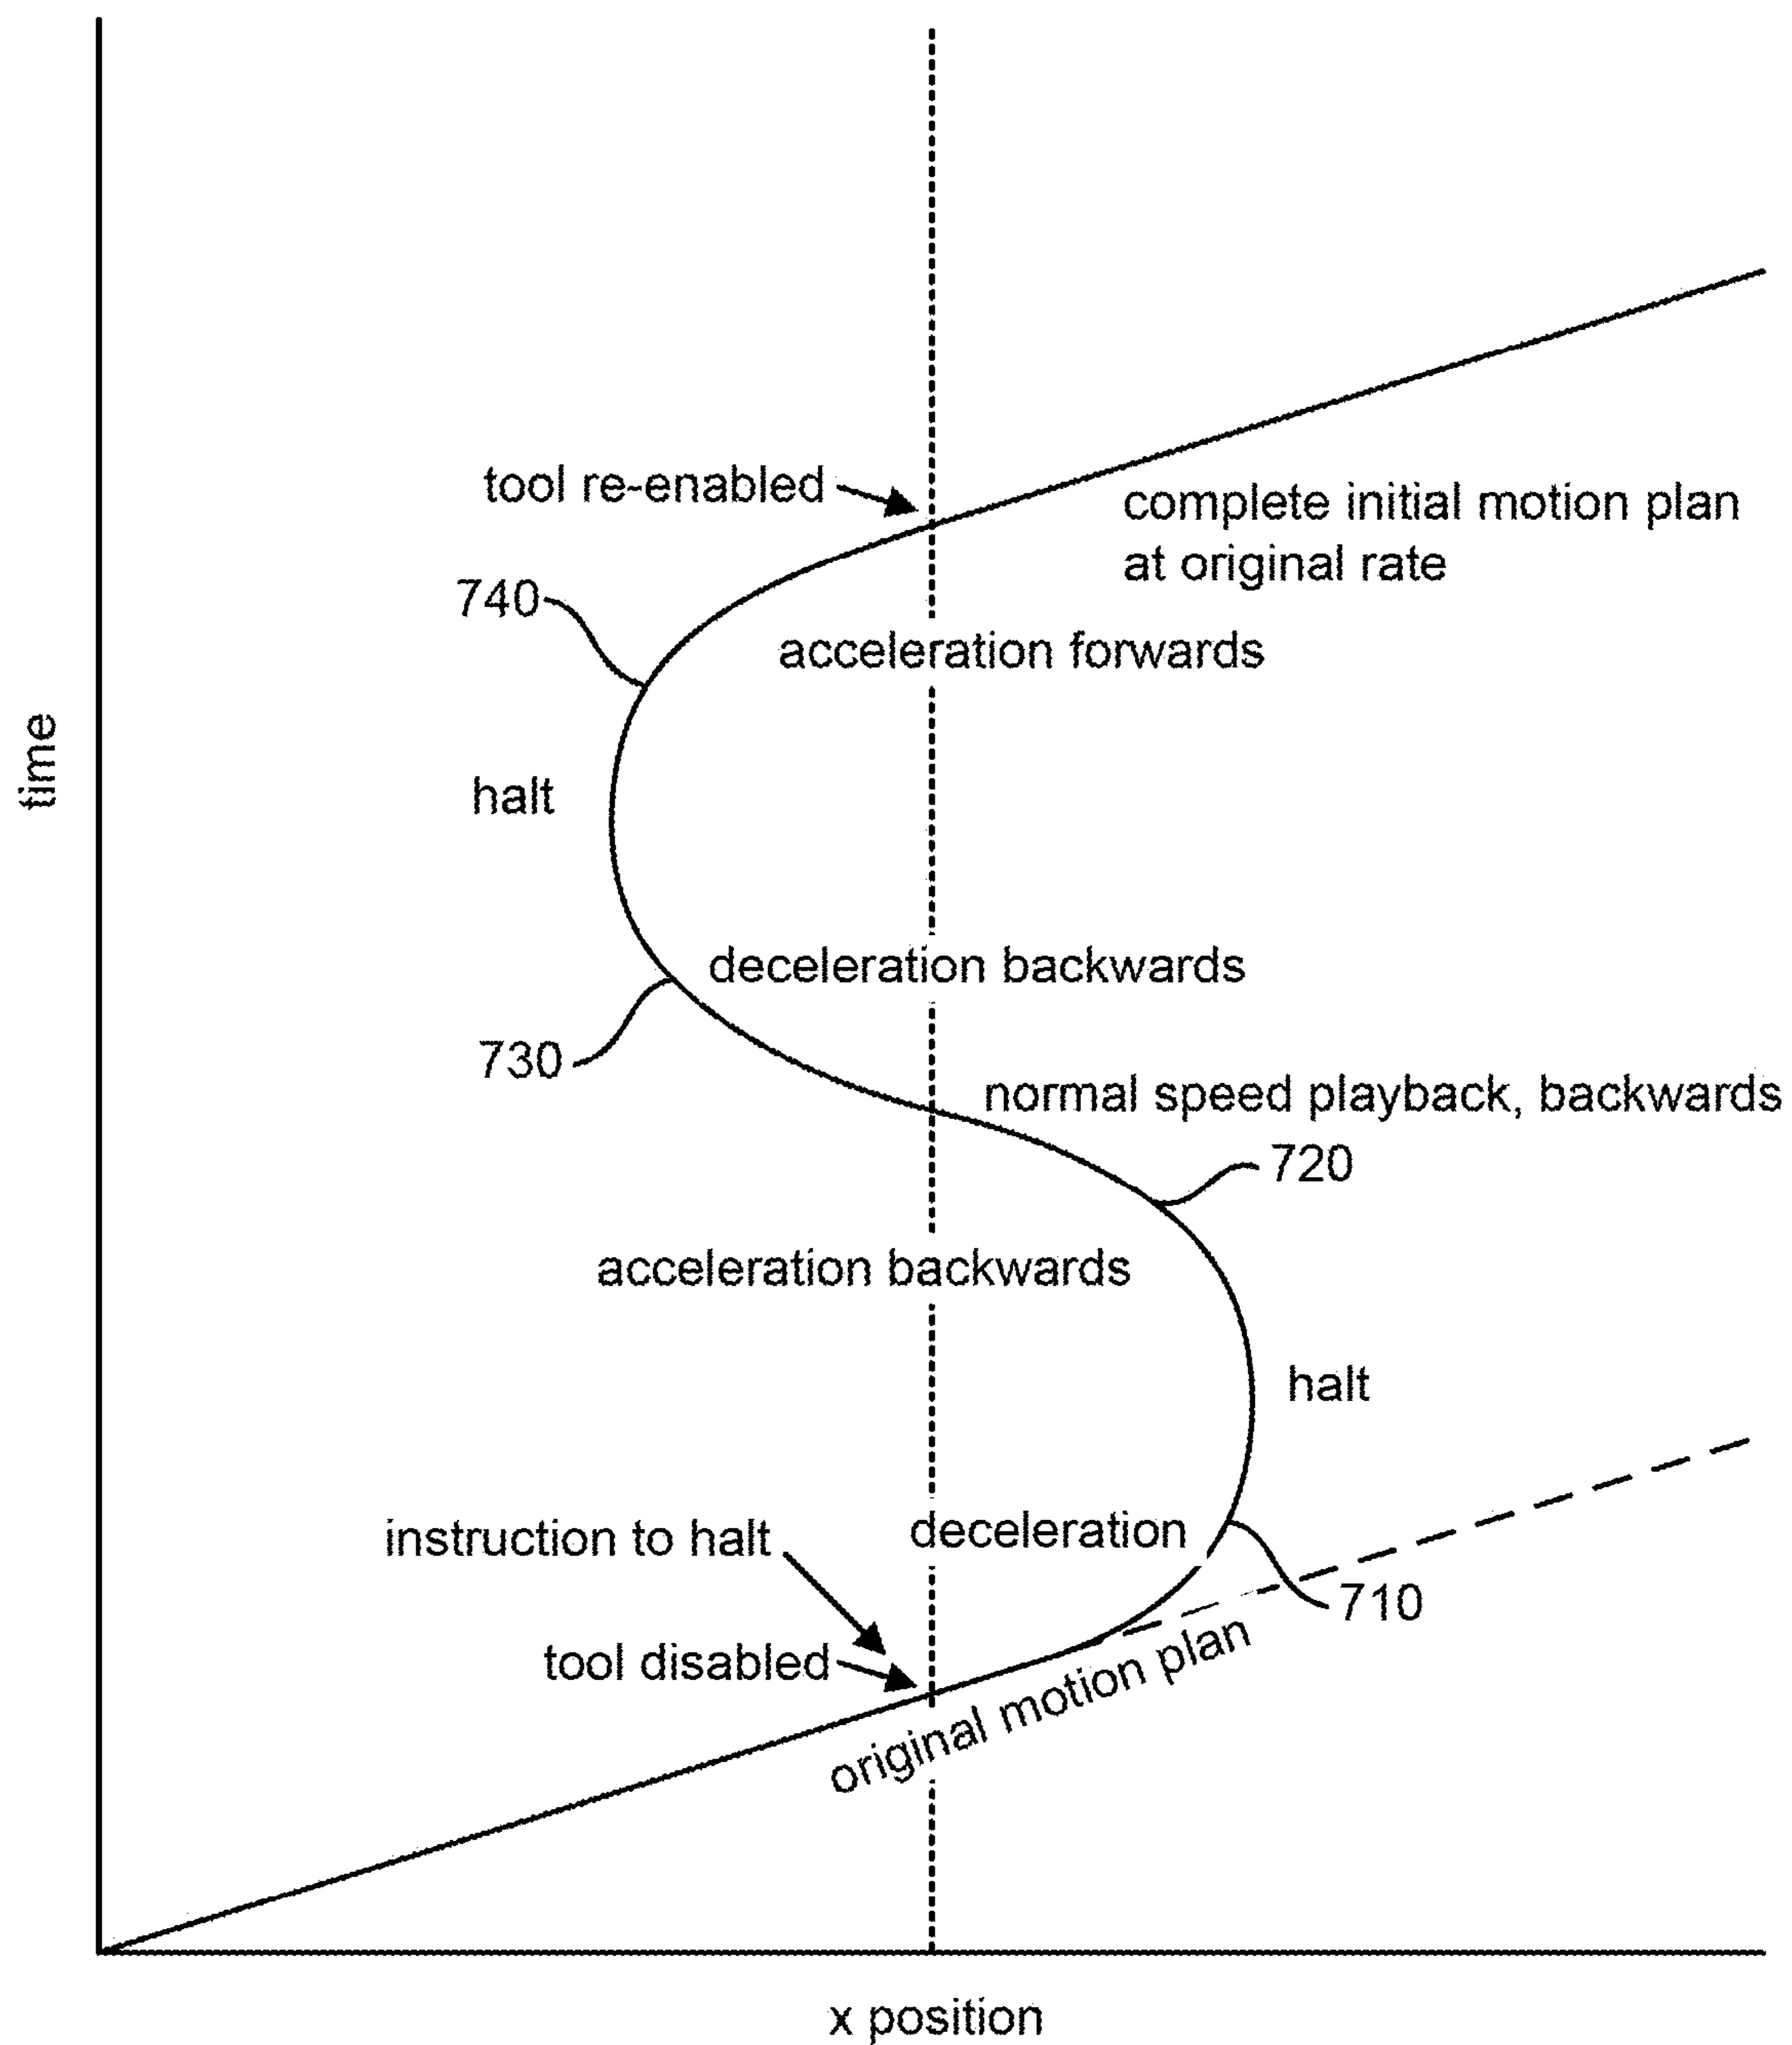 tool re-enabled
complete initial motion plan
at original rate
740
acceleration forwards
time
halt
deceleration backwards
730
normal speed playback, backwards
720
acceleration backwards
halt
instruction to halt
deceleration
710
tool disabled
original motion plan
x position